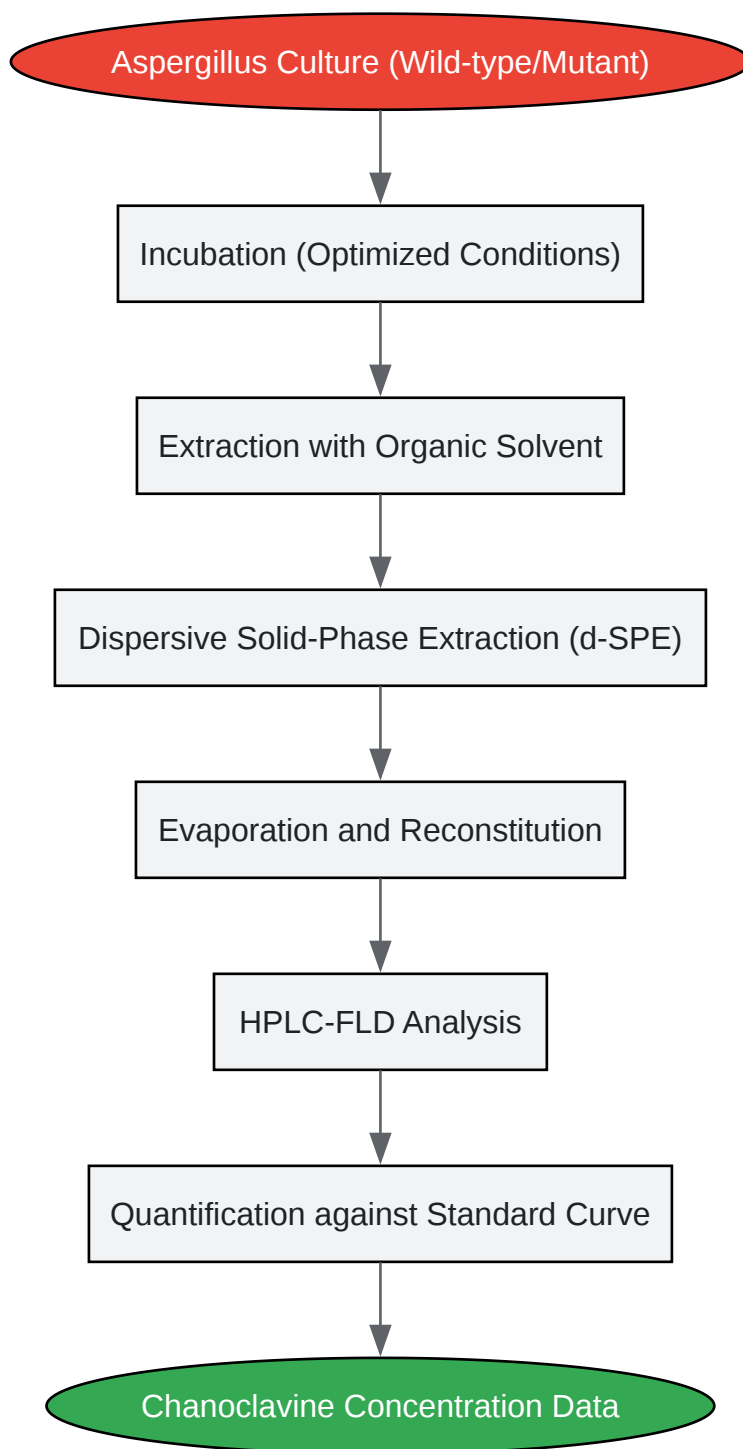 Aspergillus Culture (Wild-type/Mutant)
Incubation (Optimized Conditions)
Extraction with Organic Solvent
Dispersive Solid-Phase Extraction (d-SPE)
Evaporation and Reconstitution
HPLC-FLD Analysis
Quantification against Standard Curve
Chanoclavine Concentration Data